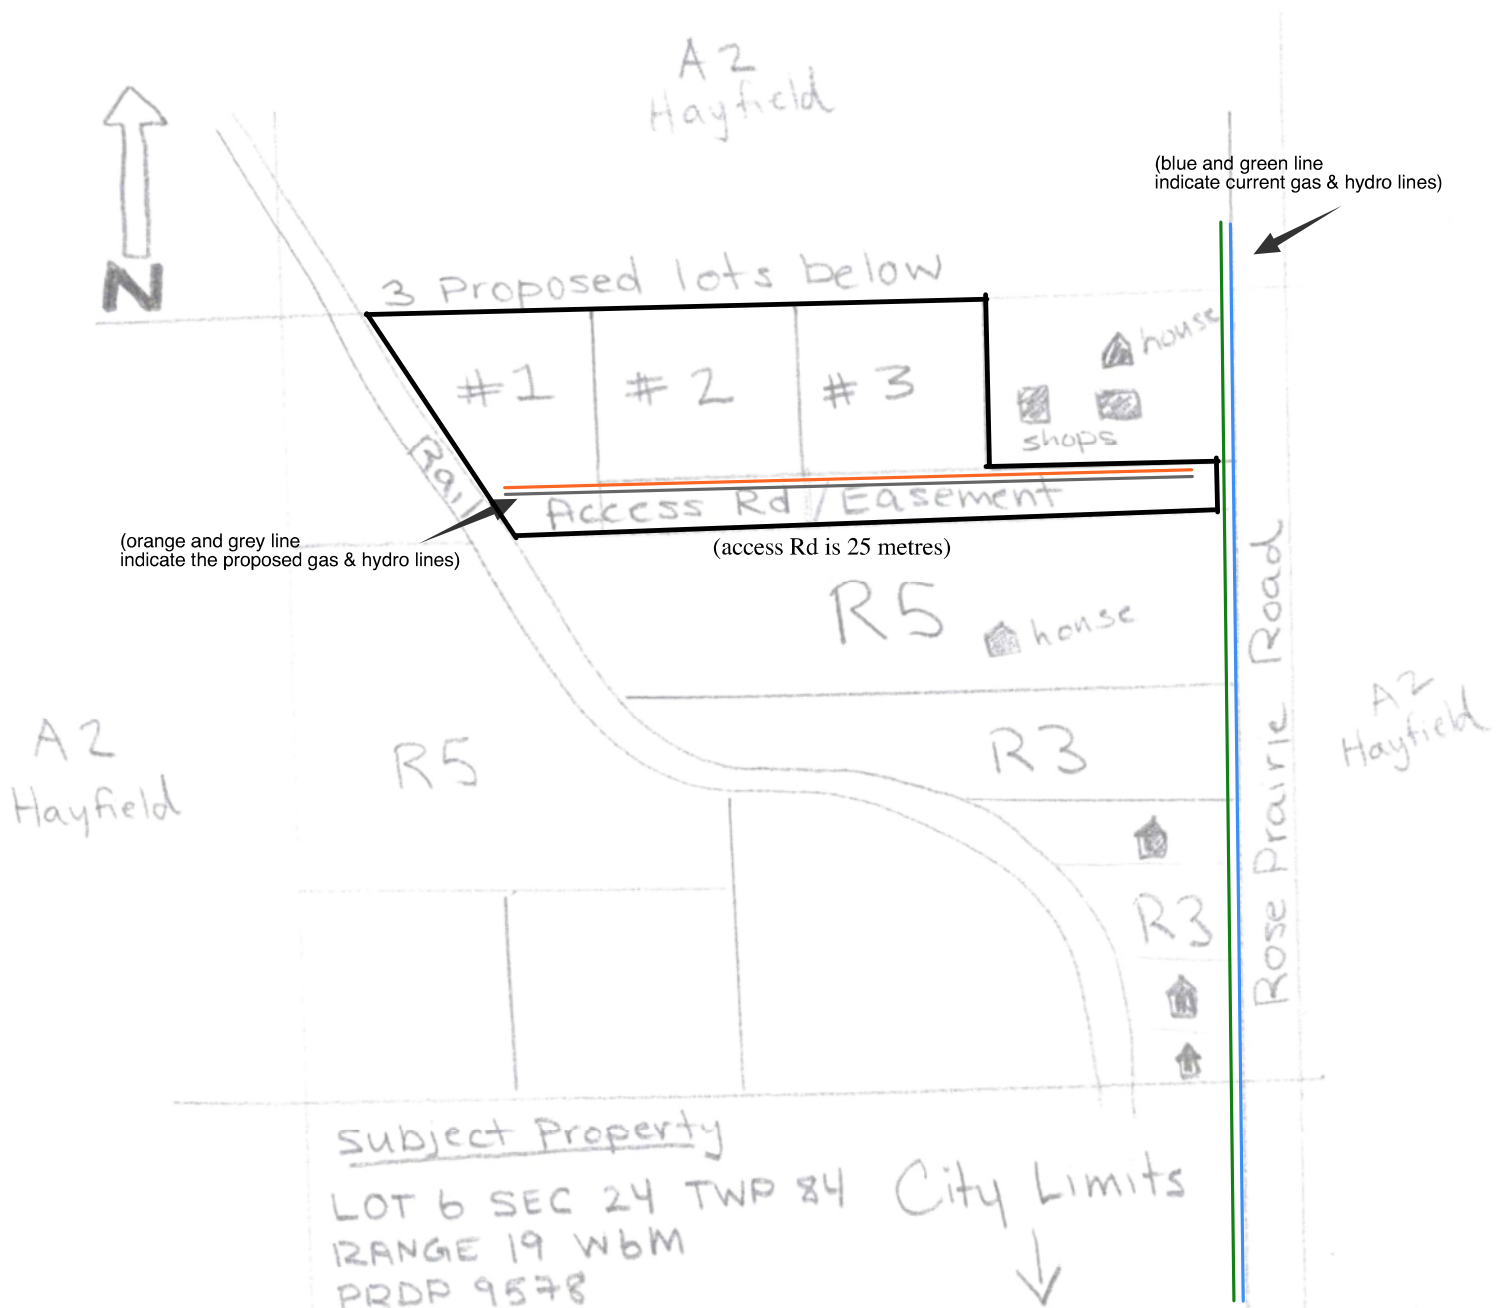 A2
Hayfield
(blue and green line
indicate current gas & hydro lines)
N
3 Proposed lots below
#1
#2
#3
house
shops
Rail
Access Rd / Easement
(orange and grey line
indicate the proposed gas & hydro lines)
(access Rd is 25 metres)
R5
house
Rose Prairie Road
A2
Hayfield
R5
R3
A2
Hayfield
R3
Subject Property
LOT 6 SEC 24 TWP 84
RANGE 19 W6M
PRDP 9578
City Limits